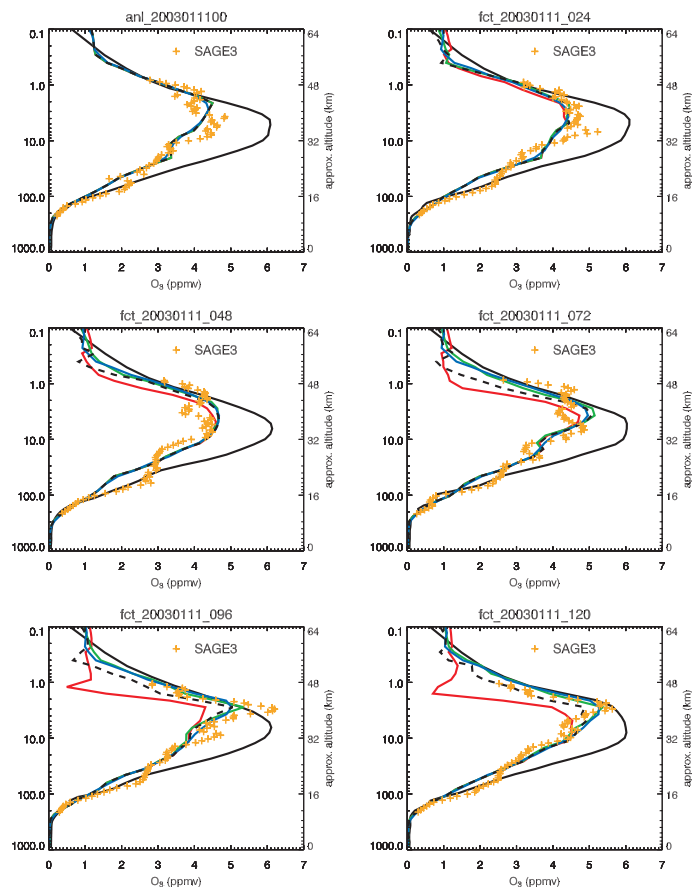 anl_2003011100
fct_20030111_024
0.1
1.0
10.0
100.0
1000.0
SAGE3
64
48
32
16
0
approx. altitude (km)
0 1 2 3 4 5 6 7
O3 (ppmv)
0.1
1.0
10.0
100.0
1000.0
SAGE3
64
48
32
16
0
approx. altitude (km)
0 1 2 3 4 5 6 7
O3 (ppmv)
fct_20030111_048
fct_20030111_072
0.1
1.0
10.0
100.0
1000.0
SAGE3
64
48
32
16
0
approx. altitude (km)
0 1 2 3 4 5 6 7
O3 (ppmv)
0.1
1.0
10.0
100.0
1000.0
SAGE3
64
48
32
16
0
approx. altitude (km)
0 1 2 3 4 5 6 7
O3 (ppmv)
fct_20030111_096
fct_20030111_120
0.1
1.0
10.0
100.0
1000.0
SAGE3
64
48
32
16
0
approx. altitude (km)
0 1 2 3 4 5 6 7
O3 (ppmv)
0.1
1.0
10.0
100.0
1000.0
SAGE3
64
48
32
16
0
approx. altitude (km)
0 1 2 3 4 5 6 7
O3 (ppmv)